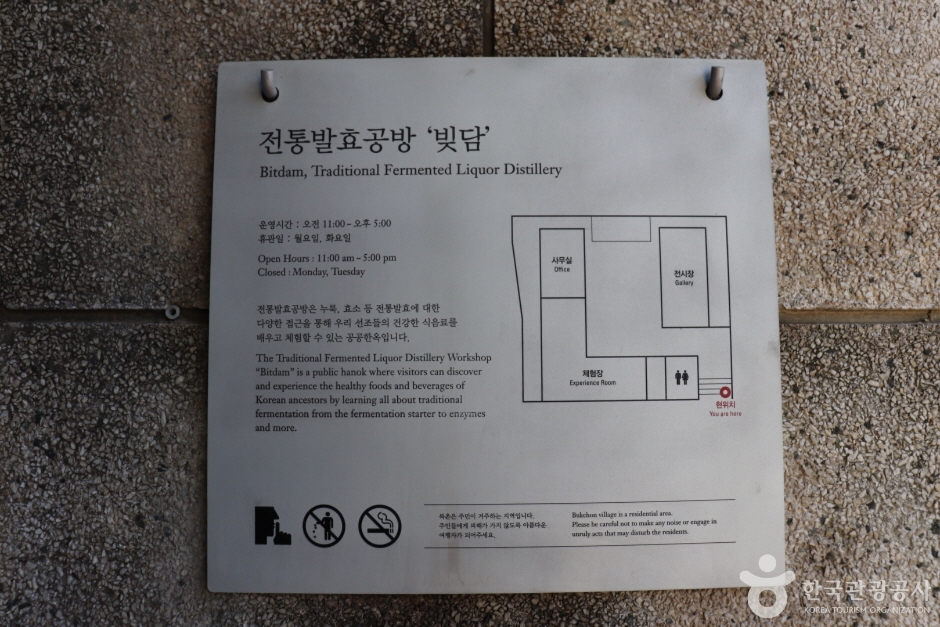 전통발효공방 ‘빚담’
Bitdam, Traditional Fermented Liquor Distillery
운영시간 : 오전 11:00 ~ 오후 5:00
휴관일 : 월요일, 화요일
Open Hours : 11:00 am ~ 5:00 pm
Closed : Monday, Tuesday
전통발효공방은 누룩, 효소 등 전통발효에 대한
다양한 접근을 통해 우리 선조들의 건강한 식음료를
배우고 체험할 수 있는 공공한옥입니다.
The Traditional Fermented Liquor Distillery Workshop
“Bitdam” is a public hanok where visitors can discover
and experience the healthy foods and beverages of
Korean ancestors by learning all about traditional
fermentation from the fermentation starter to enzymes
and more.
사무실
Office
전시장
Gallery
체험장
Experience Room
현위치
You are here
북촌은 주민이 거주하는 지역입니다.
주민들에게 피해가 가지 않도록 아름다운
여행자가 되어주세요.
Bukchon village is a residential area.
Please be careful not to make any noise or engage in
unruly acts that may disturb the residents.
한국관광공사
KOREA TOURISM ORGANIZATION